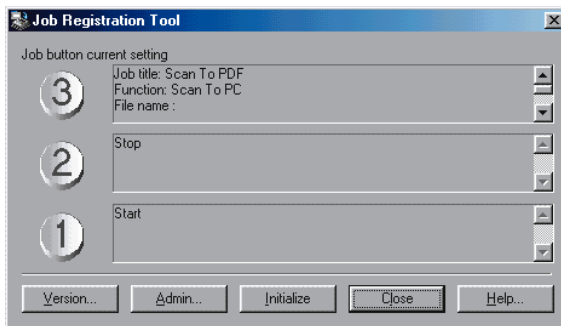 Job Registration Tool
Job button current setting
3
Job title: Scan To PDF
Function: Scan To PC
File name :
2
Stop
1
Start
Version... Admin... Initialize Close Help...